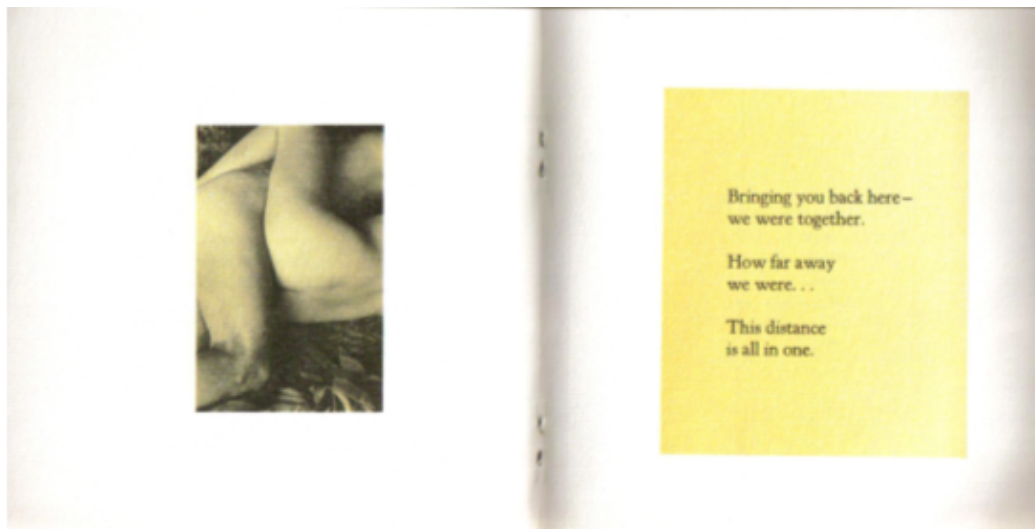 Bringing you back here—
we were together.
How far away
we were. . .
This distance
is all in one.